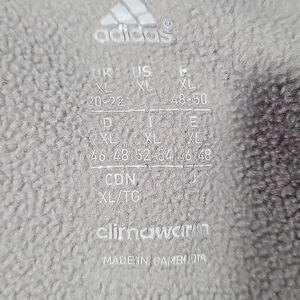 adidas
UK US F
XL XL XL
20-22 - 48-50
D I E
XL XL XL
46-48 52-54 46-48
CDN J
XL/TG
climawarm
MADE IN CAMBODIA